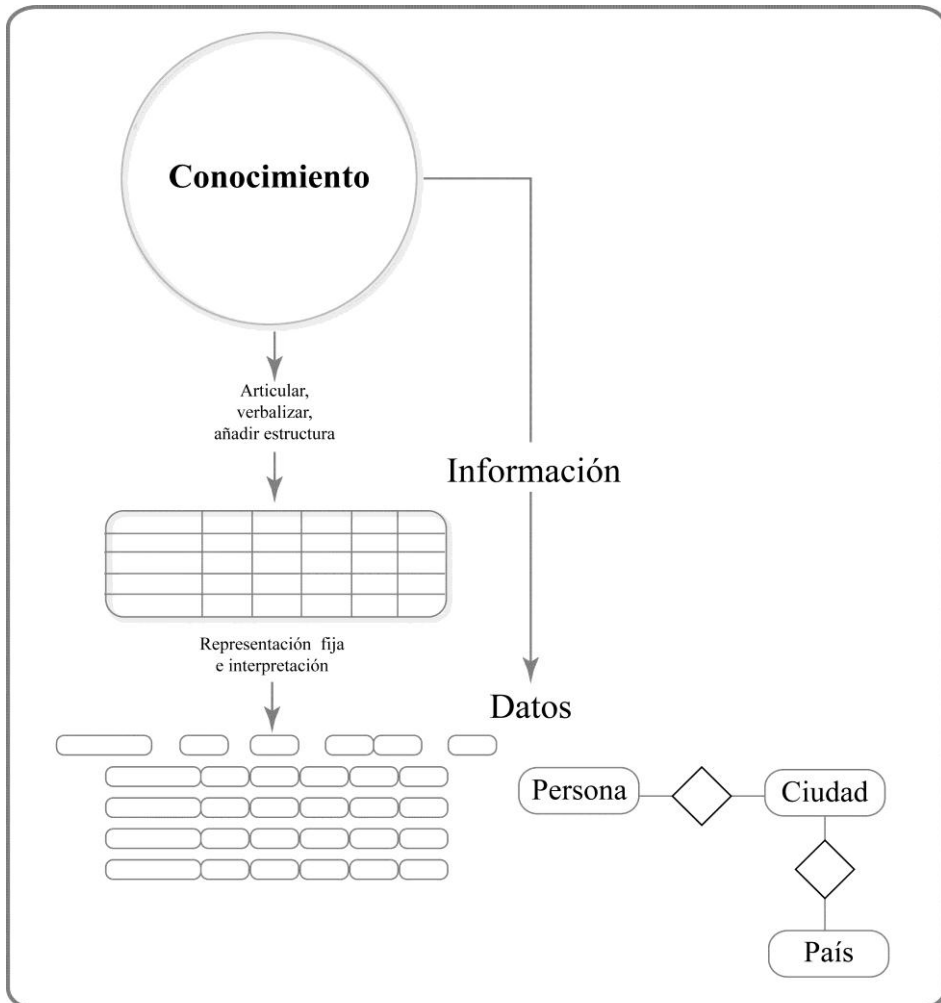 Conocimiento
Articular,
verbalizar,
añadir estructura
Información
Representación fija
e interpretación
Datos
Persona
Ciudad
País